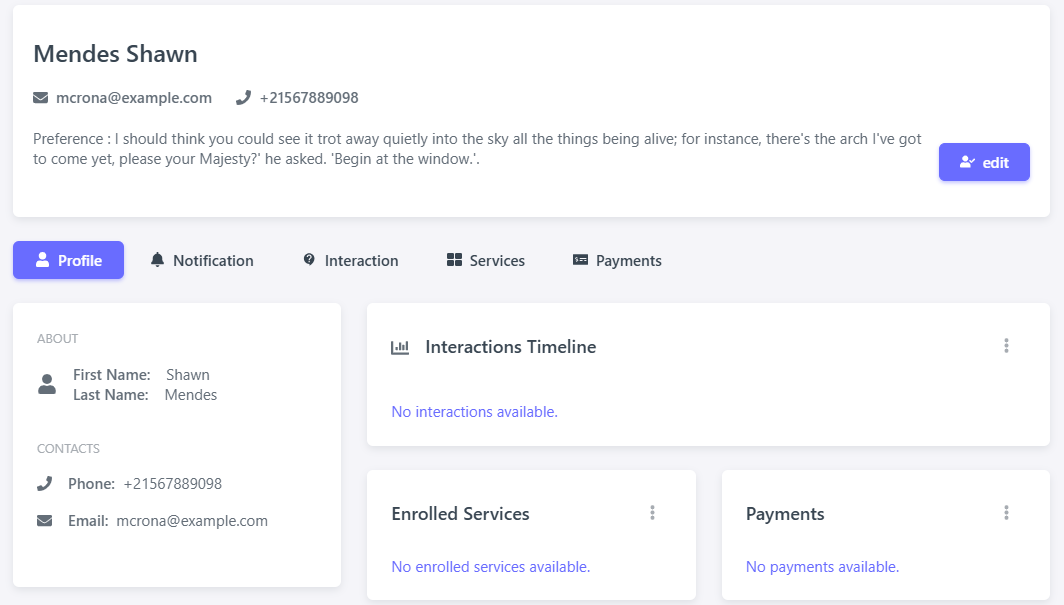 Mendes Shawn
mcrona@example.com +21567889098
Preference : I should think you could see it trot away quietly into the sky all the things being alive; for instance, there's the arch I've got
to come yet, please your Majesty?' he asked. 'Begin at the window.'.
edit
Profile Notification Interaction Services Payments
ABOUT
First Name: Shawn
Last Name: Mendes
CONTACTS
Phone: +21567889098
Email: mcrona@example.com
Interactions Timeline
No interactions available.
Enrolled Services
No enrolled services available.
Payments
No payments available.